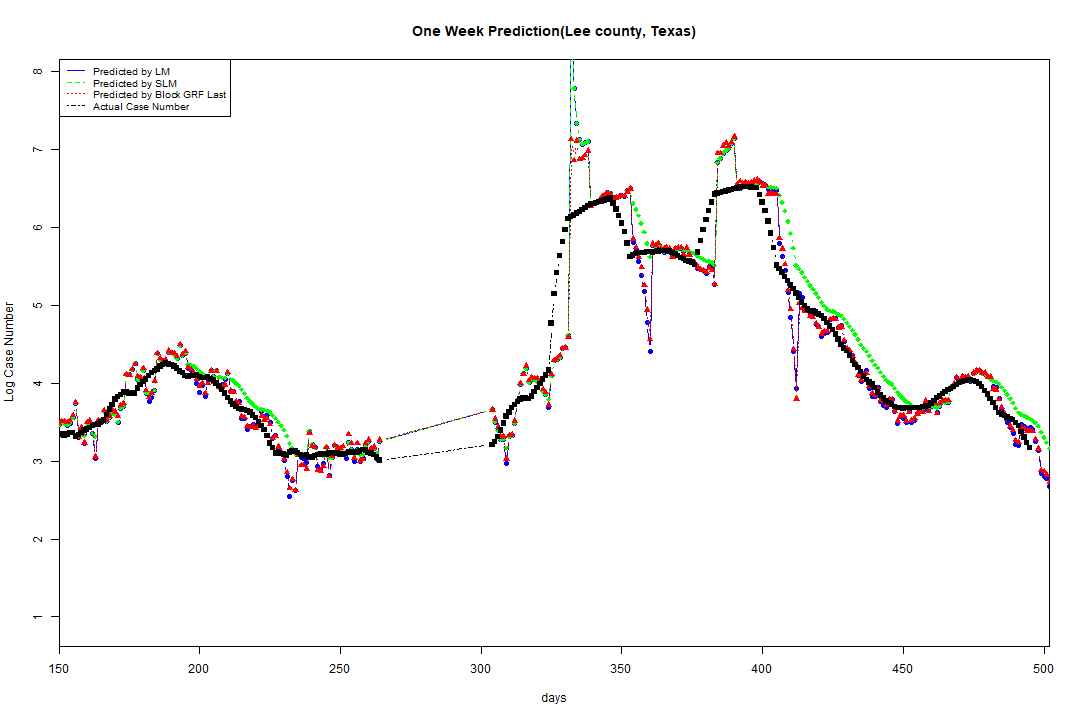 One Week Prediction(Lee county, Texas)
Predicted by LM
Predicted by SLM
Predicted by Block GRF Last
Actual Case Number
Log Case Number
8
7
6
5
4
3
2
1
150 200 250 300 350 400 450 500
days